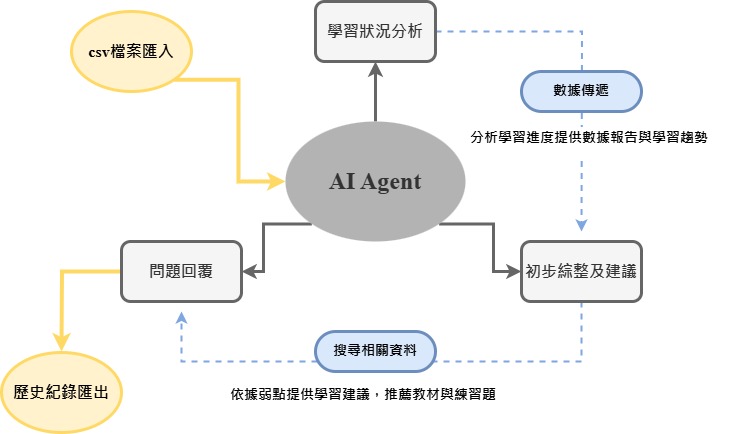 學習狀況分析
csv檔案匯入
數據傳遞
分析學習進度提供數據報告與學習趨勢
AI Agent
問題回覆
初步綜整及建議
搜尋相關資料
歷史紀錄匯出
依據弱點提供學習建議，推薦教材與練習題